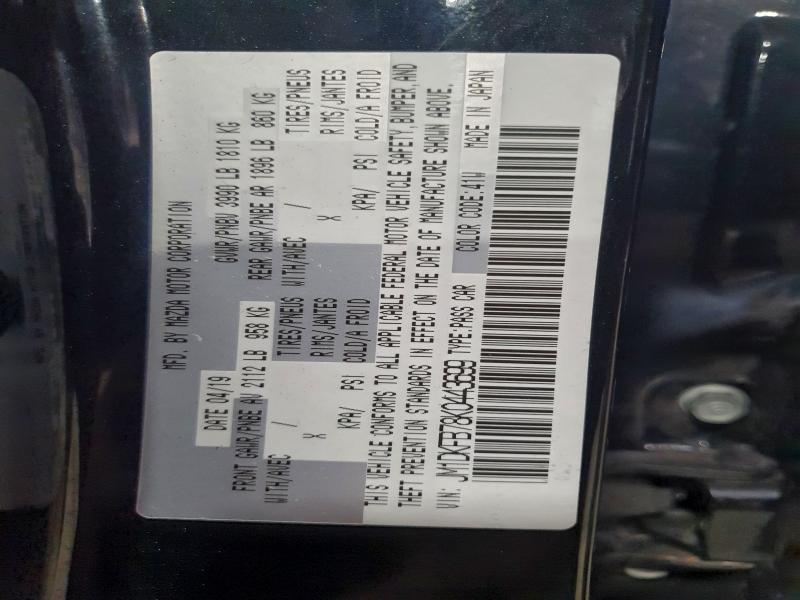 MFD. BY MAZDA MOTOR CORPORATION
DATE 04/19 GVWR/PNBV 3990 LB 1810 KG
FRONT GAWR/PNBE AV 2112 LB 958 KG REAR GAWR/PNBE AR 1896 LB 860 KG
WITH/AVEC / TIRES/PNEUS WITH/AVEC / TIRES/PNEUS
X RIMS/JANTES X RIMS/JANTES
KPA/ PSI COLD/A FROID KPA/ PSI COLD/A FROID
THIS VEHICLE CONFORMS TO ALL APPLICABLE FEDERAL MOTOR VEHICLE SAFETY, BUMPER, AND
THEFT PREVENTION STANDARDS IN EFFECT ON THE DATE OF MANUFACTURE SHOWN ABOVE.
VIN: JM1DKFB78K0443699 TYPE:PASS CAR COLOR CODE:41W MADE IN JAPAN